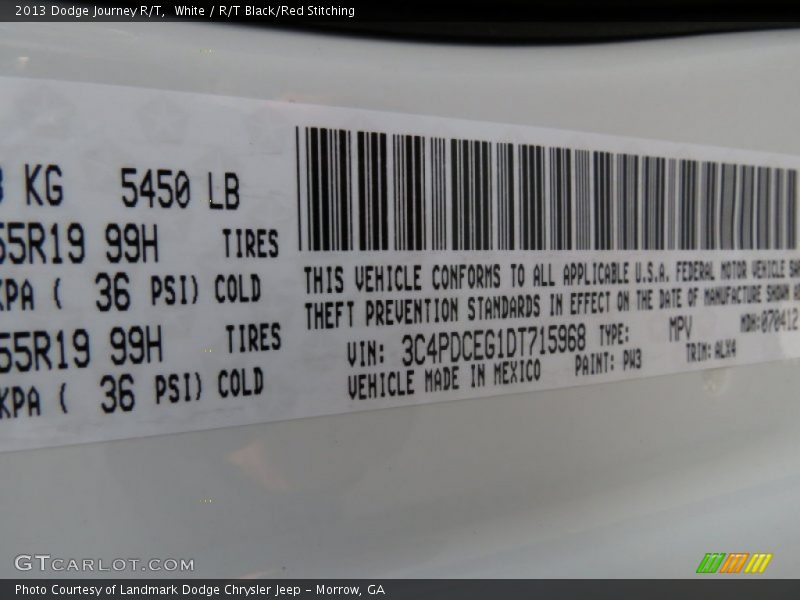 2013 Dodge Journey R/T, White / R/T Black/Red Stitching
KG 5450 LB
55R19 99H TIRES
KPA ( 36 PSI) COLD
55R19 99H TIRES
KPA ( 36 PSI) COLD
THIS VEHICLE CONFORMS TO ALL APPLICABLE U.S.A. FEDERAL MOTOR VEHICLE
THEFT PREVENTION STANDARDS IN EFFECT ON THE DATE OF MANUFACTURE SHOWN
VIN: 3C4PDCEG1DT715968 TYPE: MPV MDH:070412
VEHICLE MADE IN MEXICO PAINT: PW3 TRIM: ALX4
GTCARLOT.COM
Photo Courtesy of Landmark Dodge Chrysler Jeep - Morrow, GA